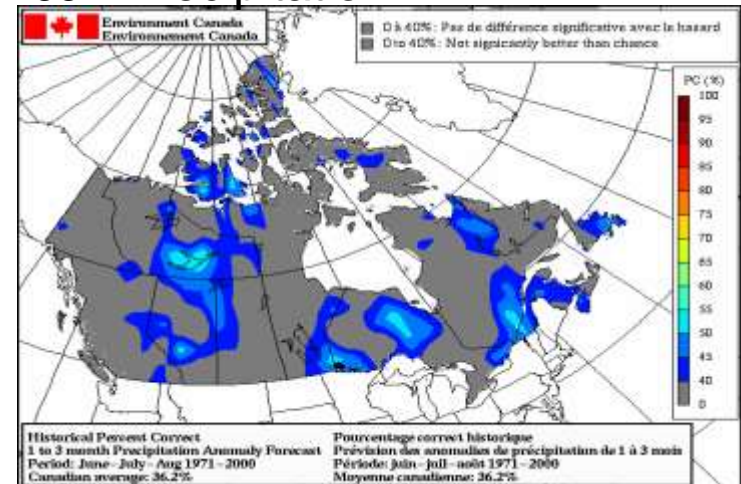 Environment Canada
Environnement Canada
0 à 40%: Pas de différence significative avec le hasard
0 to 40%: Not signicantly better than chance
PC (%)
100
95
90
85
80
75
70
65
60
55
50
45
40
0
Historical Percent Correct
1 to 3 month Precipitation Anomaly Forecast
Period: June - July - Aug 1971 - 2000
Canadian average: 36.2%
Pourcentage correct historique
Prévision des anomalies de précipitation de 1 à 3 mois
Période: juin - juil - août 1971 - 2000
Moyenne canadienne: 36.2%